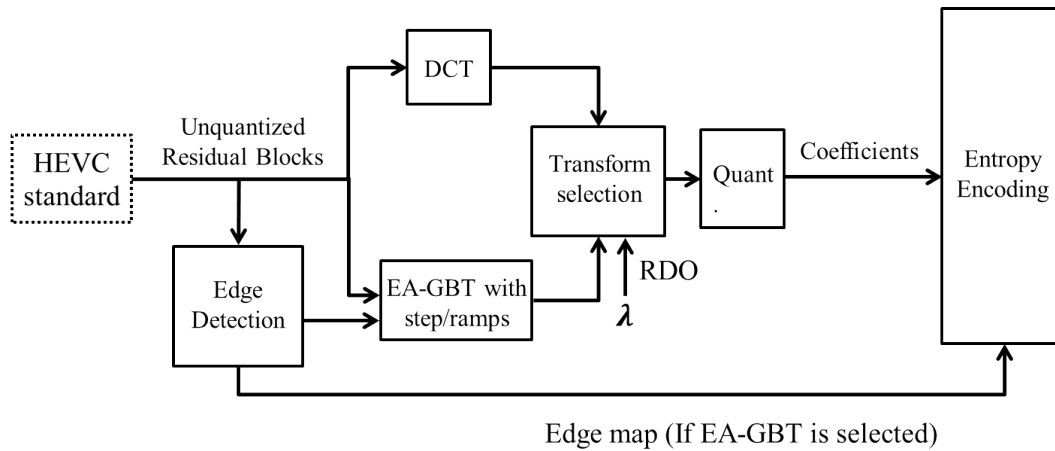 DCT
Unquantized
Residual Blocks
HEVC
standard
Transform
selection
Quant
.
Coefficients
Entropy
Encoding
Edge
Detection
EA-GBT with
step/ramps
RDO
λ
Edge map (If EA-GBT is selected)